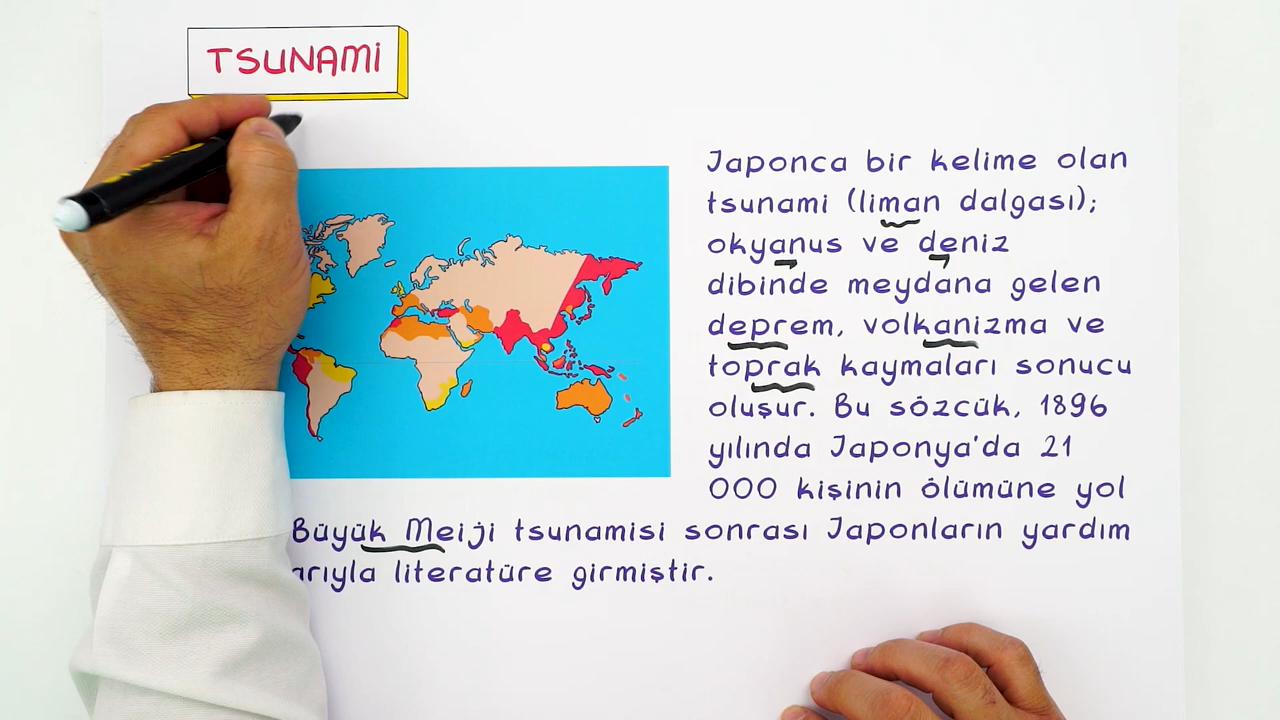 TSUNAMİ
Japonca bir kelime olan
tsunami (liman dalgası);
okyanus ve deniz
dibinde meydana gelen
deprem, volkanizma ve
toprak kaymaları sonucu
oluşur. Bu sözcük, 1896
yılında Japonya'da 21
000 kişinin ölümüne yol
Büyük Meiji tsunamisi sonrası Japonların yardım
literatüre girmiştir.